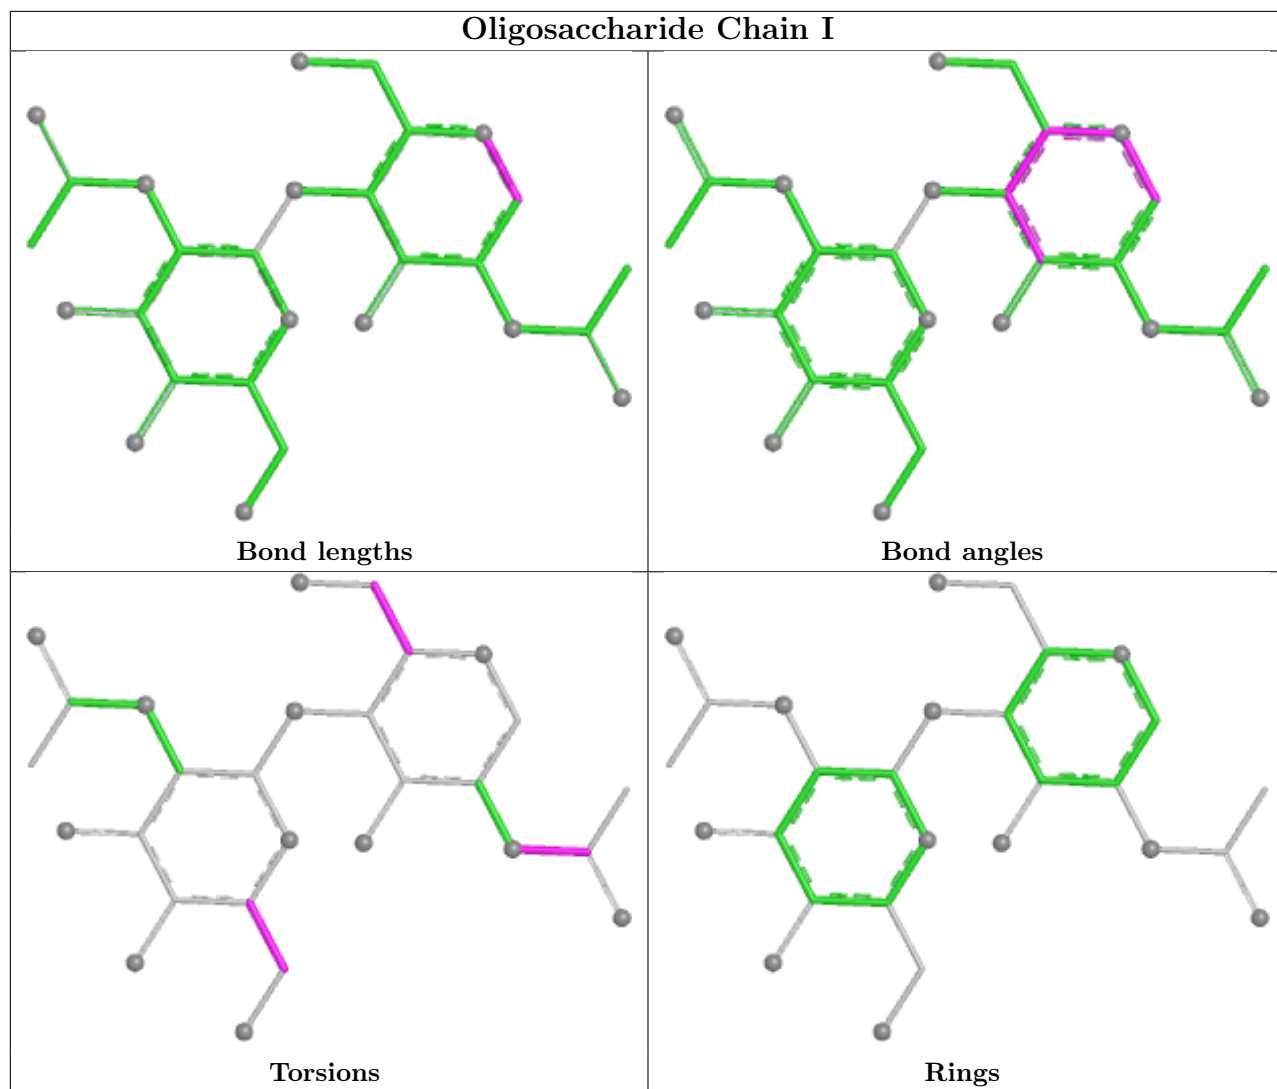 Oligosaccharide Chain I
Bond lengths
Bond angles
Torsions
Rings